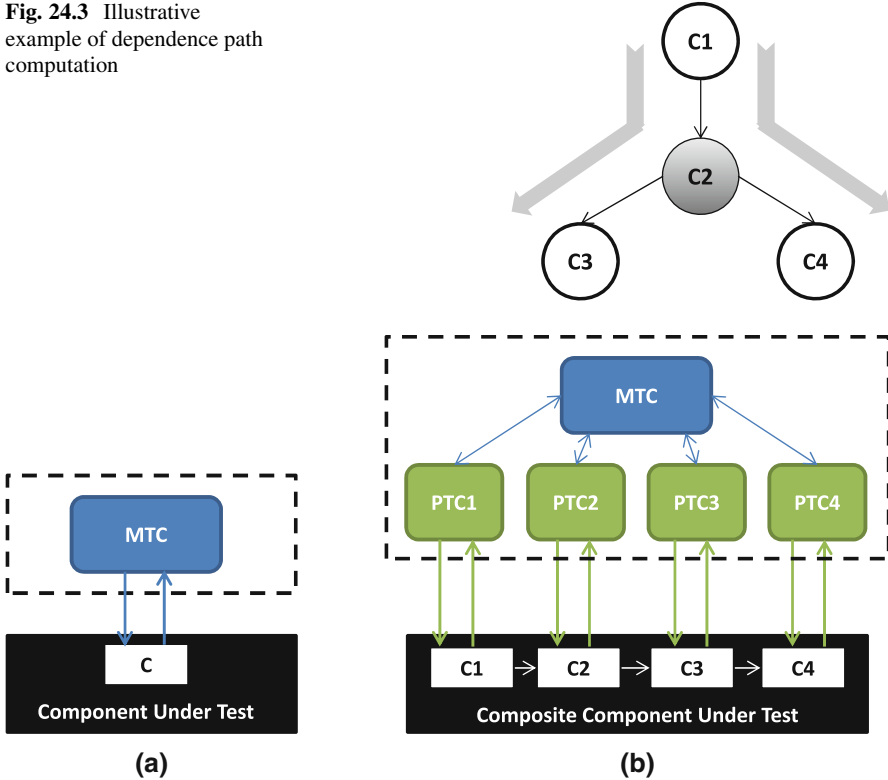 Fig. 24.3 Illustrative
example of dependence path
computation
C1
C2
C3
C4
MTC
PTC1
PTC2
PTC3
PTC4
C1
C2
C3
C4
Composite Component Under Test
(b)
MTC
C
Component Under Test
(a)